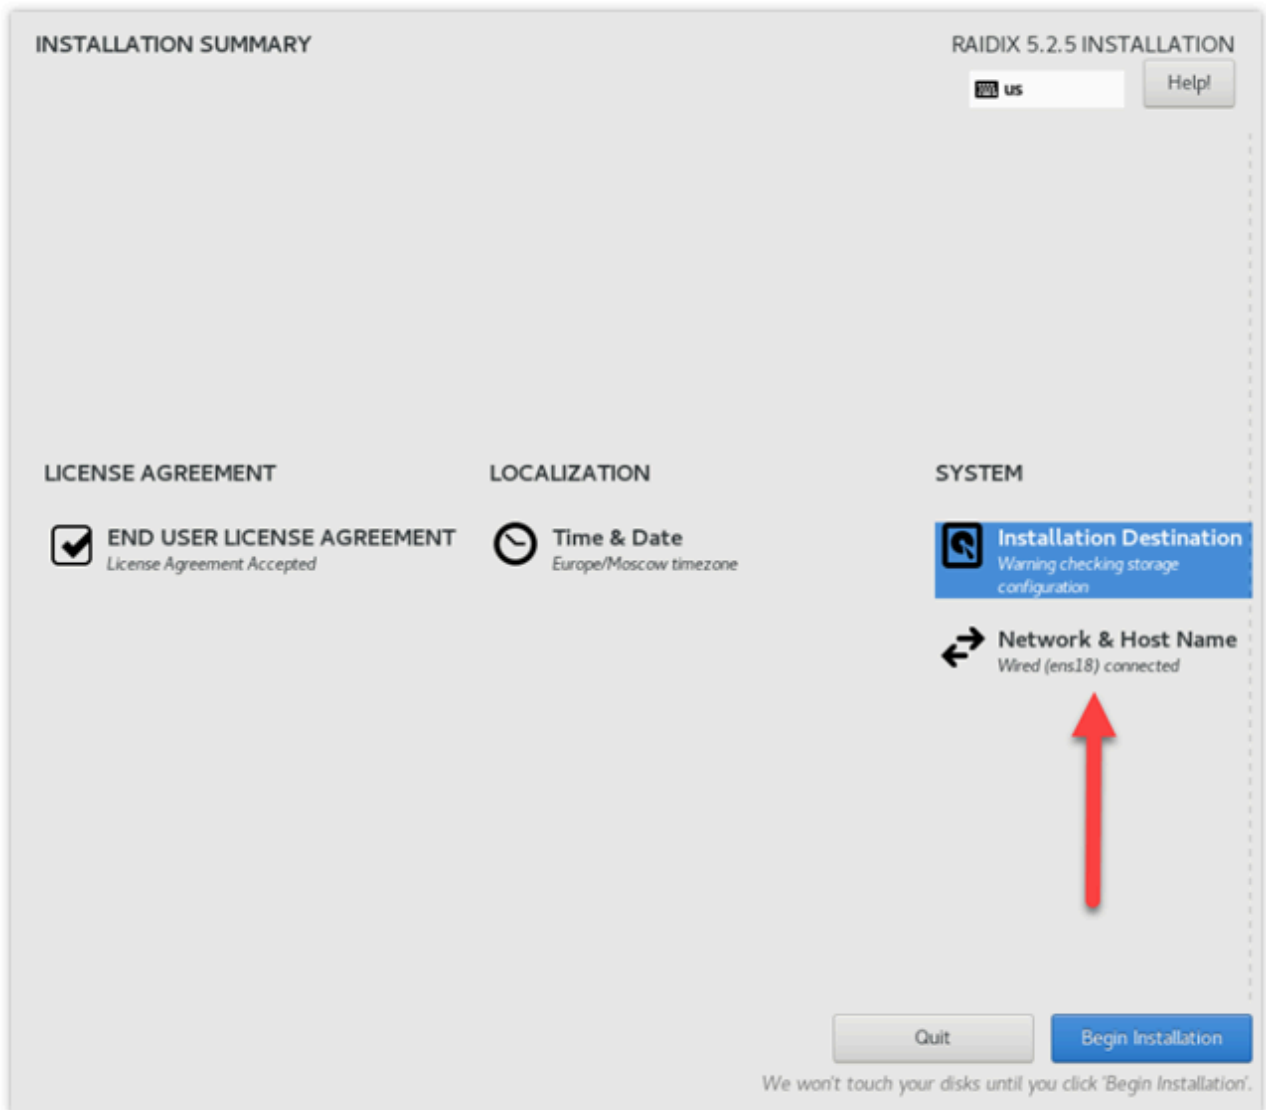 INSTALLATION SUMMARY
RAIDIX 5.2.5 INSTALLATION
us
Help!
LICENSE AGREEMENT
END USER LICENSE AGREEMENT
License Agreement Accepted
LOCALIZATION
Time & Date
Europe/Moscow timezone
SYSTEM
Installation Destination
Warning checking storage
configuration
Network & Host Name
Wired (ens18) connected
Quit
Begin Installation
We won't touch your disks until you click 'Begin Installation'.